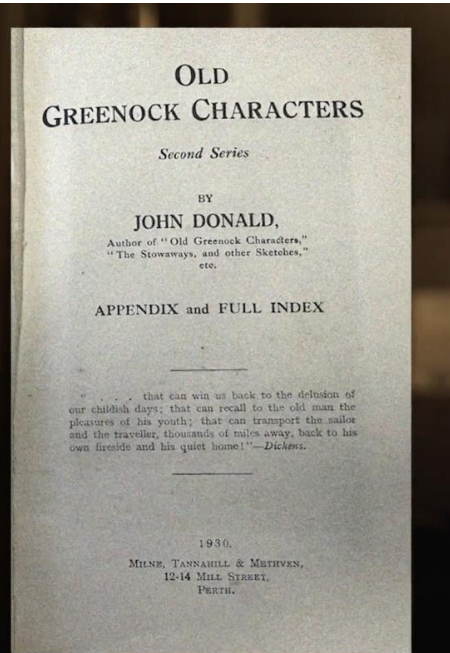 OLD
GREENOCK CHARACTERS
Second Series
BY
JOHN DONALD,
Author of "Old Greenock Characters,"
"The Stowaways, and other Sketches,"
etc.
APPENDIX and FULL INDEX
". . . that can win us back to the delusion of
our childish days; that can recall to the old man the
pleasures of his youth; that can transport the sailor
and the traveller, thousands of miles away, back to his
own fireside and his quiet home!"—Dickens.
1930.
MILNE, TANNAHILL & METHVEN,
12-14 MILL STREET,
PERTH.